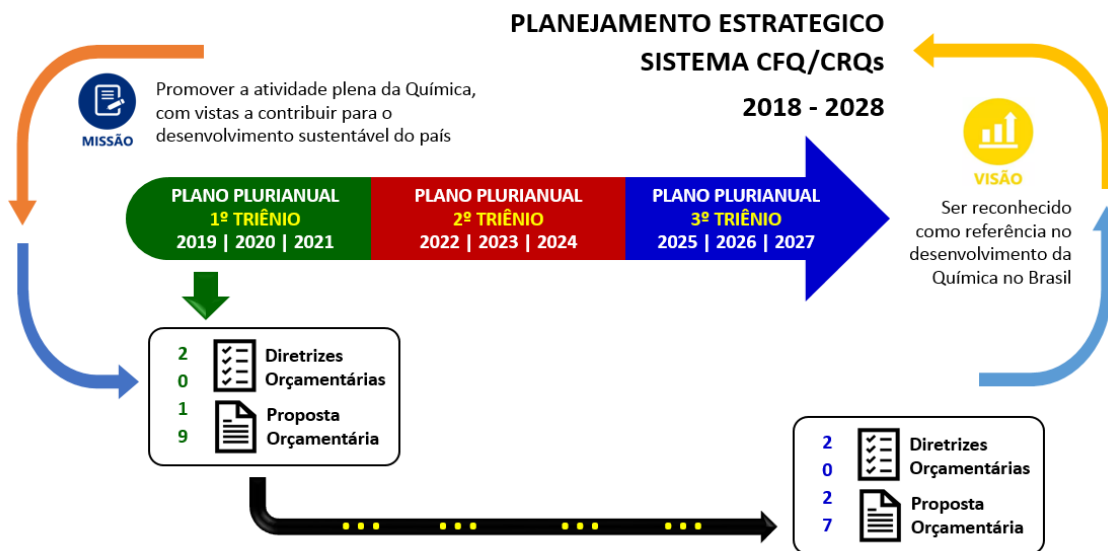 PLANEJAMENTO ESTRATEGICO
SISTEMA CFQ/CRQs
2018 - 2028
MISSÃO
Promover a atividade plena da Química,
com vistas a contribuir para o
desenvolvimento sustentável do país
VISÃO
Ser reconhecido
como referência no
desenvolvimento da
Química no Brasil
PLANO PLURIANUAL
1º TRIÊNIO
2019 | 2020 | 2021
PLANO PLURIANUAL
2º TRIÊNIO
2022 | 2023 | 2024
PLANO PLURIANUAL
3º TRIÊNIO
2025 | 2026 | 2027
2
0
1
9
Diretrizes
Orçamentárias
Proposta
Orçamentária
2
0
2
7
Diretrizes
Orçamentárias
Proposta
Orçamentária